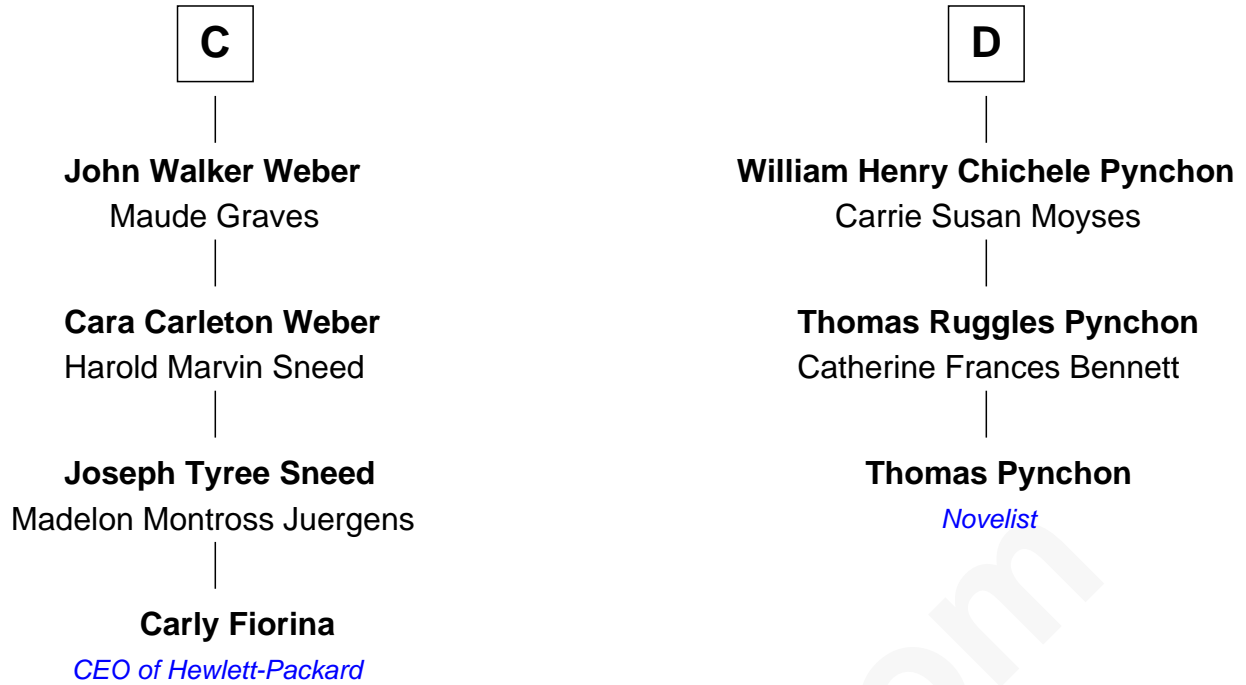 C
John Walker Weber
Maude Graves
Cara Carleton Weber
Harold Marvin Sneed
Joseph Tyree Sneed
Madelon Montross Juergens
Carly Fiorina
CEO of Hewlett-Packard
D
William Henry Chichele Pynchon
Carrie Susan Moyses
Thomas Ruggles Pynchon
Catherine Frances Bennett
Thomas Pynchon
Novelist
om